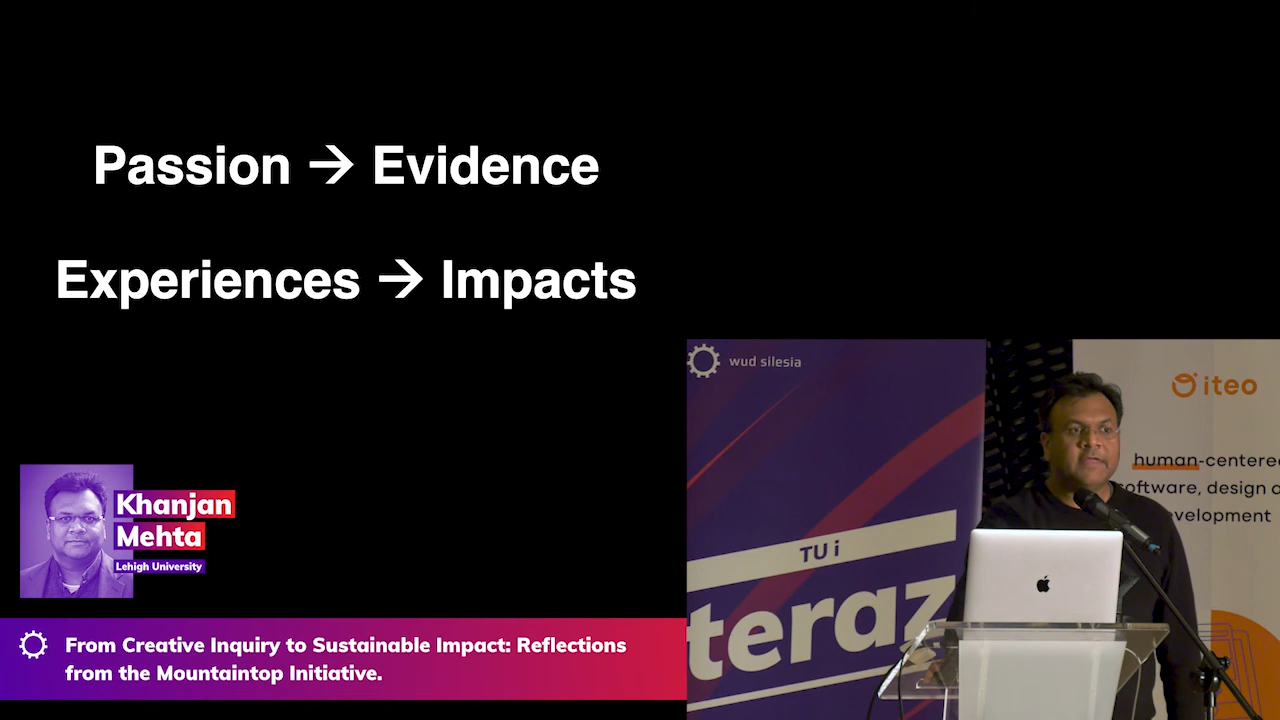 Passion → Evidence
Experiences → Impacts
Khanjan
Mehta
Lehigh University
From Creative Inquiry to Sustainable Impact: Reflections
from the Mountaintop Initiative.
wud silesia
TU i
teraz
iteo
human-centere
oftware, design a
velopment